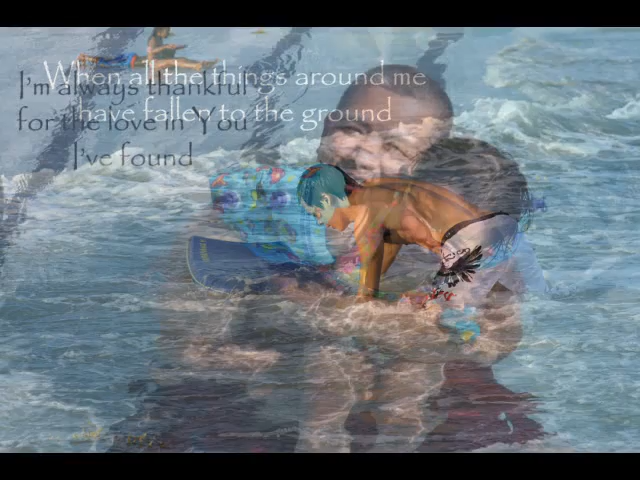 When all the things around me
have fallen to the ground
I'm always thankful
for the love in You
I've found